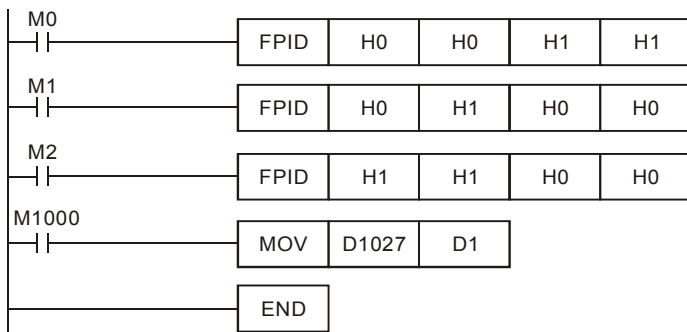 M0
FPID H0 H0 H1 H1
M1
FPID H0 H1 H0 H0
M2
FPID H1 H1 H0 H0
M1000
MOV D1027 D1
END